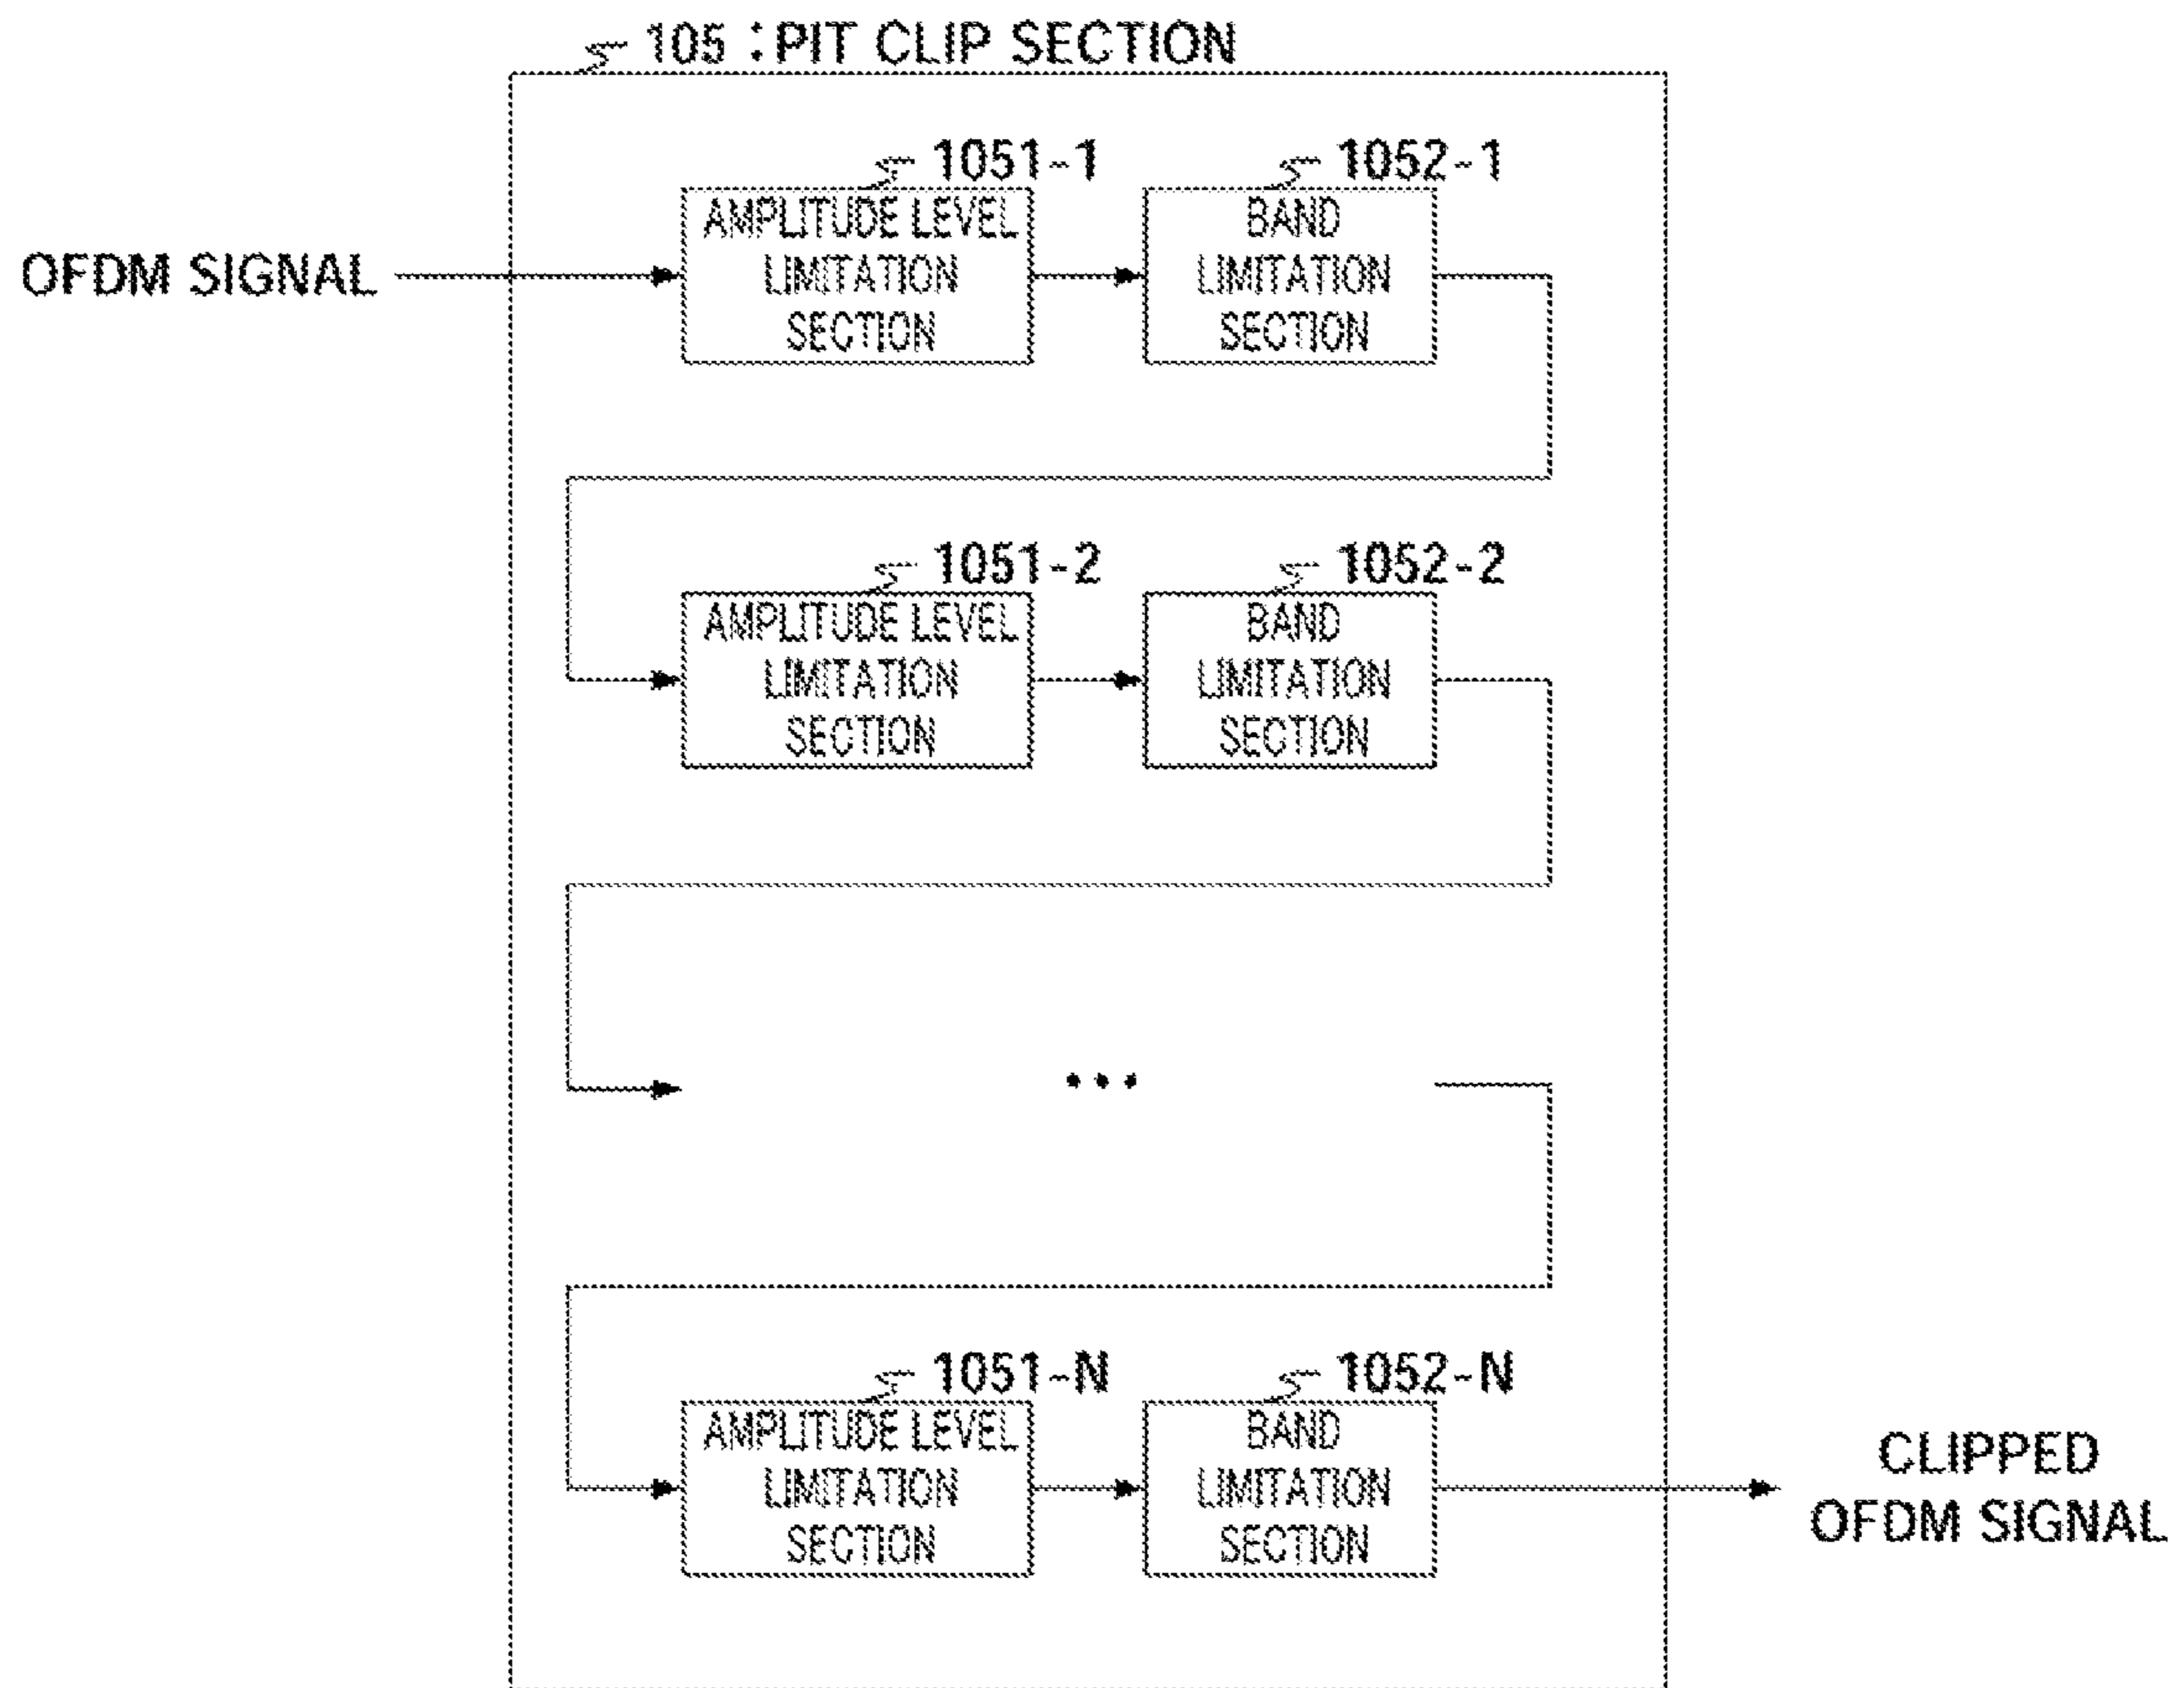 105 : PIT CLIP SECTION
1051-1
1052-1
OFDM SIGNAL
AMPLITUDE LEVEL
LIMITATION
SECTION
BAND
LIMITATION
SECTION
1051-2
1052-2
AMPLITUDE LEVEL
LIMITATION
SECTION
BAND
LIMITATION
SECTION
...
1051-N
1052-N
AMPLITUDE LEVEL
LIMITATION
SECTION
BAND
LIMITATION
SECTION
CLIPPED
OFDM SIGNAL